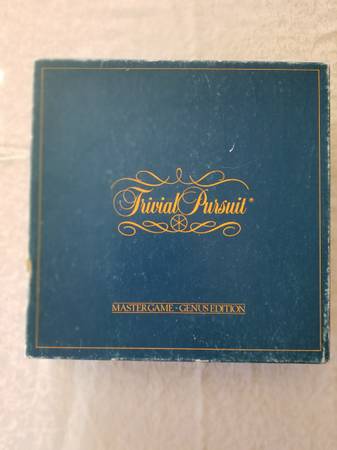 Trivial Pursuit®
MASTER GAME • GENUS EDITION